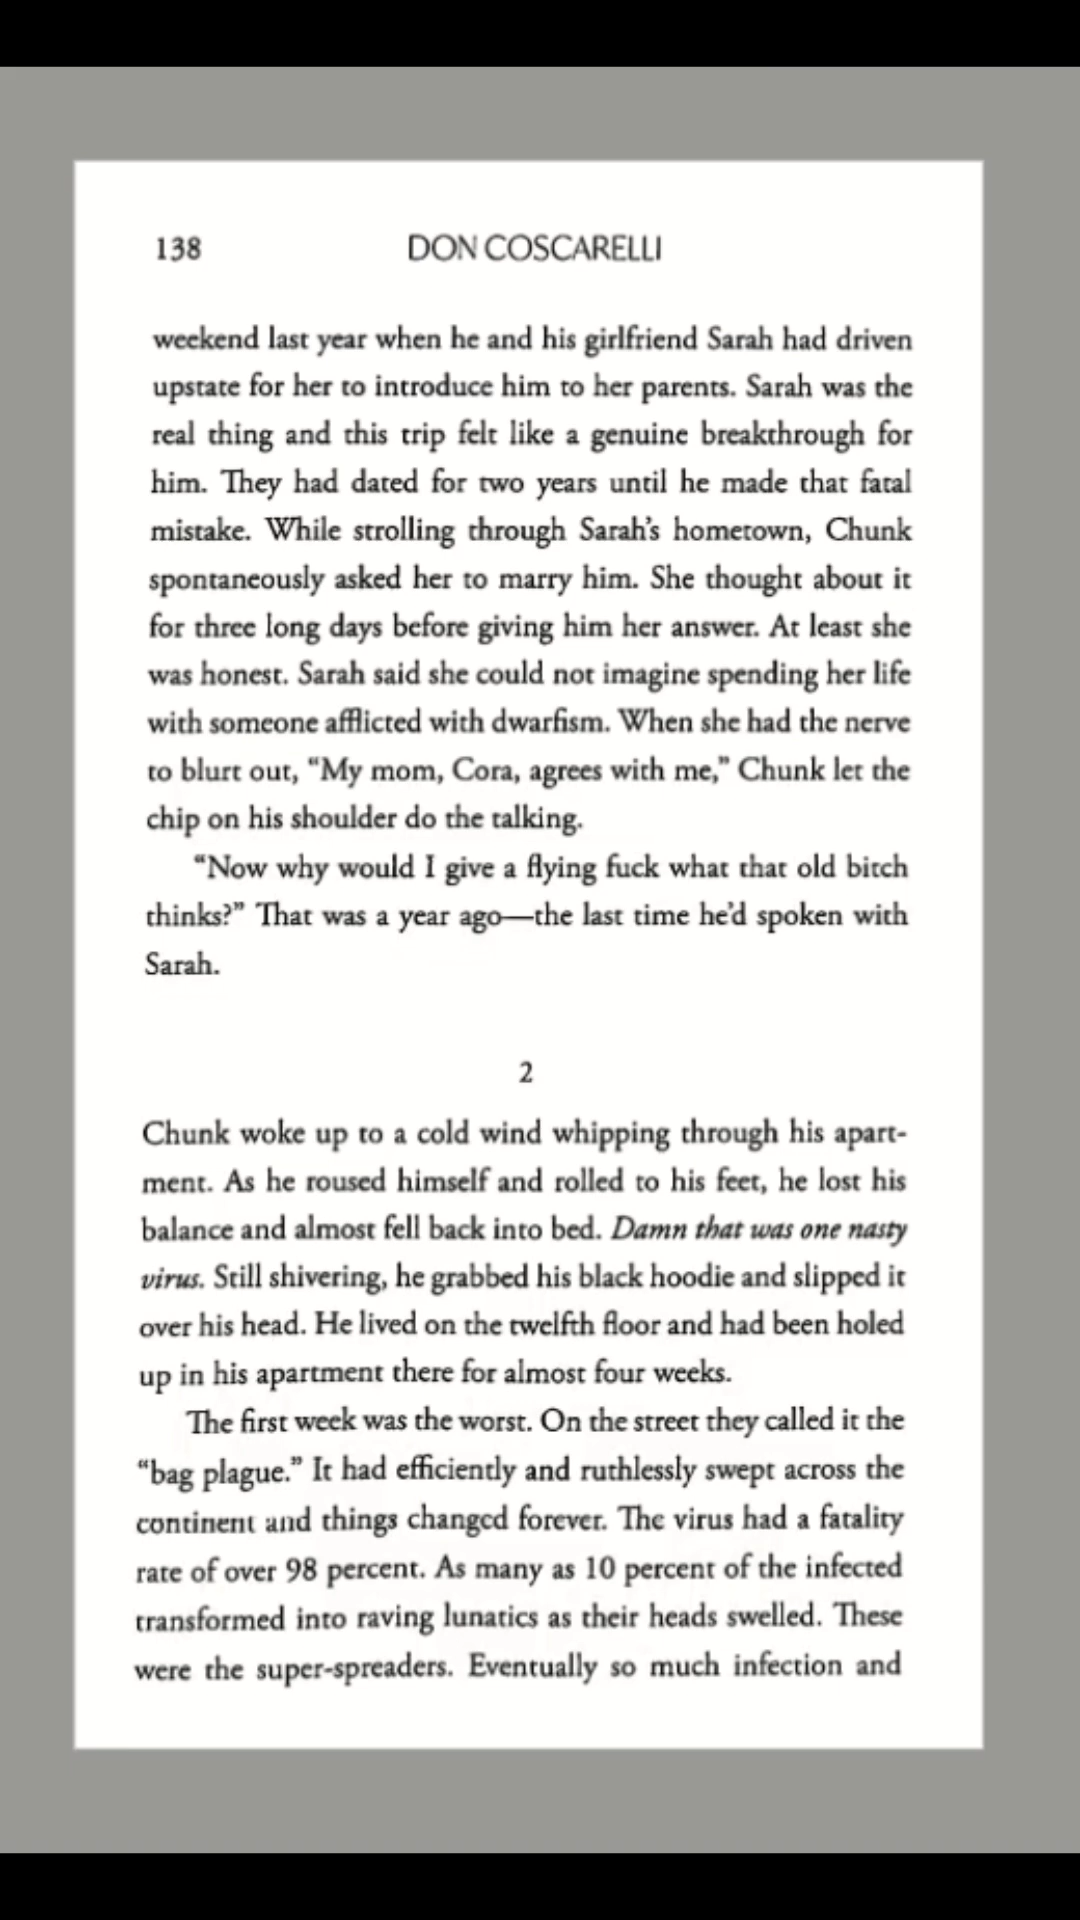 138 DON COSCARELLI
weekend last year when he and his girlfriend Sarah had driven
upstate for her to introduce him to her parents. Sarah was the
real thing and this trip felt like a genuine breakthrough for
him. They had dated for two years until he made that fatal
mistake. While strolling through Sarah’s hometown, Chunk
spontaneously asked her to marry him. She thought about it
for three long days before giving him her answer. At least she
was honest. Sarah said she could not imagine spending her life
with someone afflicted with dwarfism. When she had the nerve
to blurt out, “My mom, Cora, agrees with me,” Chunk let the
chip on his shoulder do the talking.
“Now why would I give a flying fuck what that old bitch
thinks?” That was a year ago—the last time he’d spoken with
Sarah.
2
Chunk woke up to a cold wind whipping through his apart-
ment. As he roused himself and rolled to his feet, he lost his
balance and almost fell back into bed. Damn that was one nasty
virus. Still shivering, he grabbed his black hoodie and slipped it
over his head. He lived on the twelfth floor and had been holed
up in his apartment there for almost four weeks.
The first week was the worst. On the street they called it the
“bag plague.” It had efficiently and ruthlessly swept across the
continent and things changed forever. The virus had a fatality
rate of over 98 percent. As many as 10 percent of the infected
transformed into raving lunatics as their heads swelled. These
were the super-spreaders. Eventually so much infection and